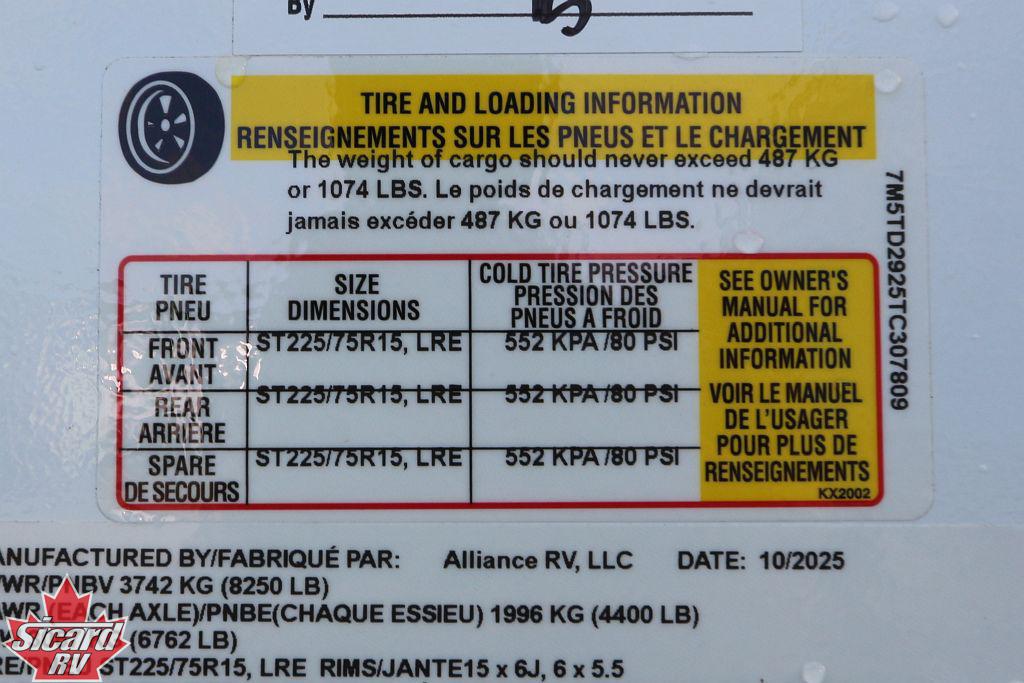 By 5
TIRE AND LOADING INFORMATION
RENSEIGNEMENTS SUR LES PNEUS ET LE CHARGEMENT
The weight of cargo should never exceed 487 KG
or 1074 LBS. Le poids de chargement ne devrait
jamais excéder 487 KG ou 1074 LBS.
7M5TD2925TC307809
TIRE
PNEU
SIZE
DIMENSIONS
COLD TIRE PRESSURE
PRESSION DES
PNEUS A FROID
FRONT
AVANT
ST225/75R15, LRE
552 KPA /80 PSI
REAR
ARRIÈRE
ST225/75R15, LRE
552 KPA /80 PSI
SPARE
DE SECOURS
ST225/75R15, LRE
552 KPA /80 PSI
SEE OWNER'S
MANUAL FOR
ADDITIONAL
INFORMATION
VOIR LE MANUEL
DE L'USAGER
POUR PLUS DE
RENSEIGNEMENTS
KX2002
ANUFACTURED BY/FABRIQUÉ PAR: Alliance RV, LLC DATE: 10/2025
VWR/PNBV 3742 KG (8250 LB)
WR (EACH AXLE)/PNBE(CHAQUE ESSIEU) 1996 KG (4400 LB)
(6762 LB)
ST225/75R15, LRE RIMS/JANTE15 x 6J, 6 x 5.5
Sicard
RV